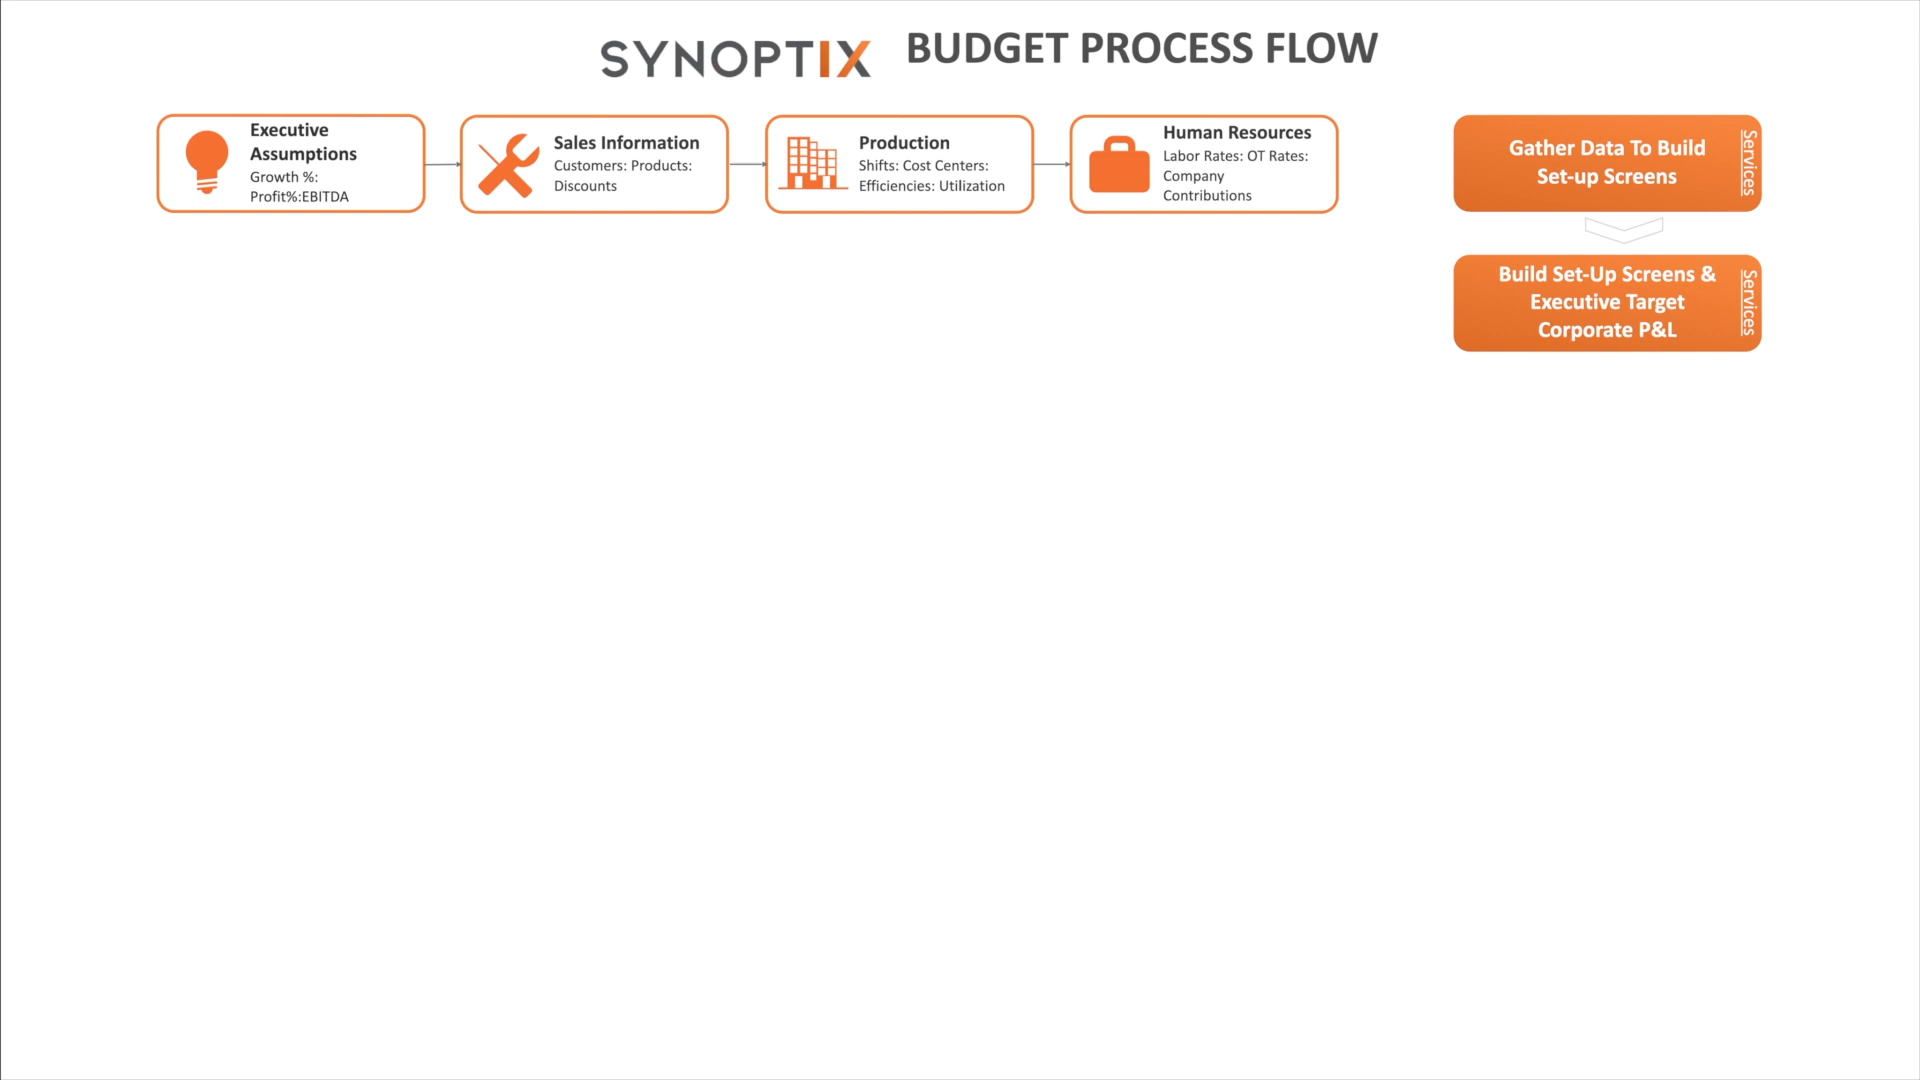 SYNOPTIX BUDGET PROCESS FLOW
Executive
Assumptions
Growth %:
Profit%:EBITDA
Sales Information
Customers: Products:
Discounts
Production
Shifts: Cost Centers:
Efficiencies: Utilization
Human Resources
Labor Rates: OT Rates:
Company
Contributions
Gather Data To Build
Set-up Screens
Services
Build Set-Up Screens &
Executive Target
Corporate P&L
Services